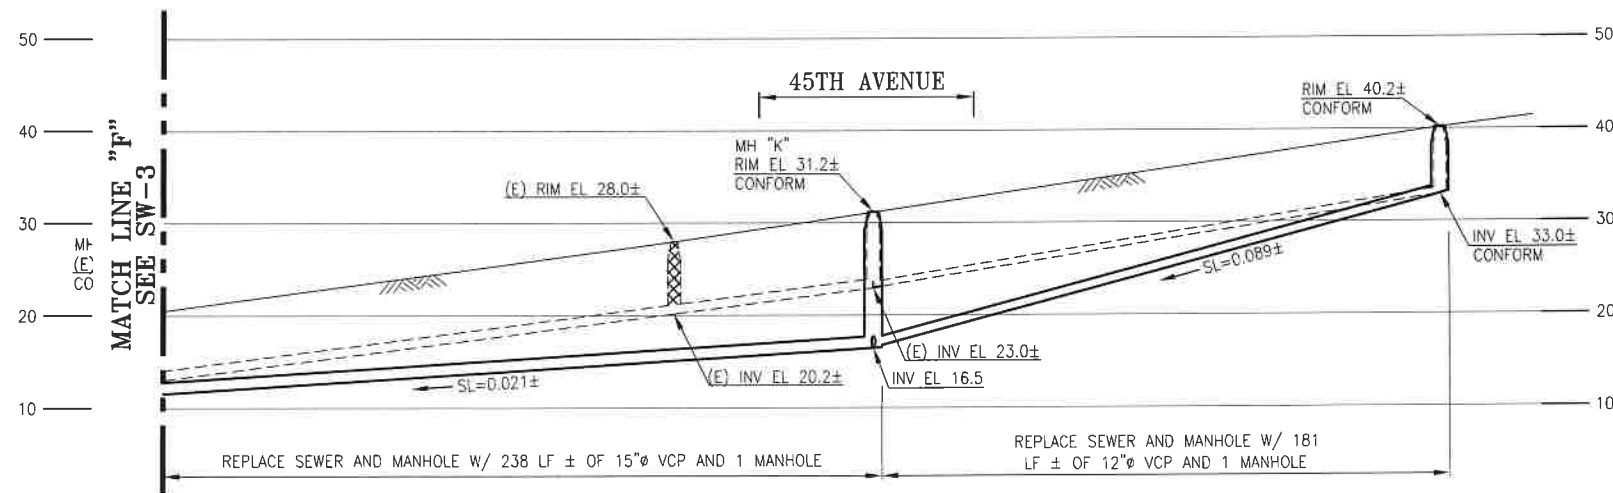 50
50
45TH AVENUE
RIM EL 40.2±
CONFORM
40
40
MATCH LINE "F"
SEE SW-3
MH "K"
RIM EL 31.2±
CONFORM
(E) RIM EL 28.0±
30
30
INV EL 33.0±
CONFORM
SL=0.089±
20
20
(E) INV EL 23.0±
(E) INV EL 20.2±
INV EL 16.5
SL=0.021±
10
10
REPLACE SEWER AND MANHOLE W/ 238 LF ± OF 15"ø VCP AND 1 MANHOLE
REPLACE SEWER AND MANHOLE W/ 181
LF ± OF 12"ø VCP AND 1 MANHOLE